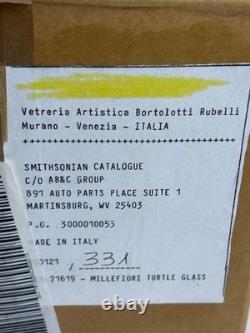 Vetreria Artistica Bortolotti Rubelli
Murano - Venezia - ITALIA
++++++++++++++++++++++++++++++++++++
SMITHSONIAN CATALOGUE
C/O AB&C GROUP
891 AUTO PARTS PLACE SUITE 1
MARTINSBURG, WV 25403
P.O. 3000010055
MADE IN ITALY
0121, 331
71619 - MILLEFIORI TURTLE GLASS